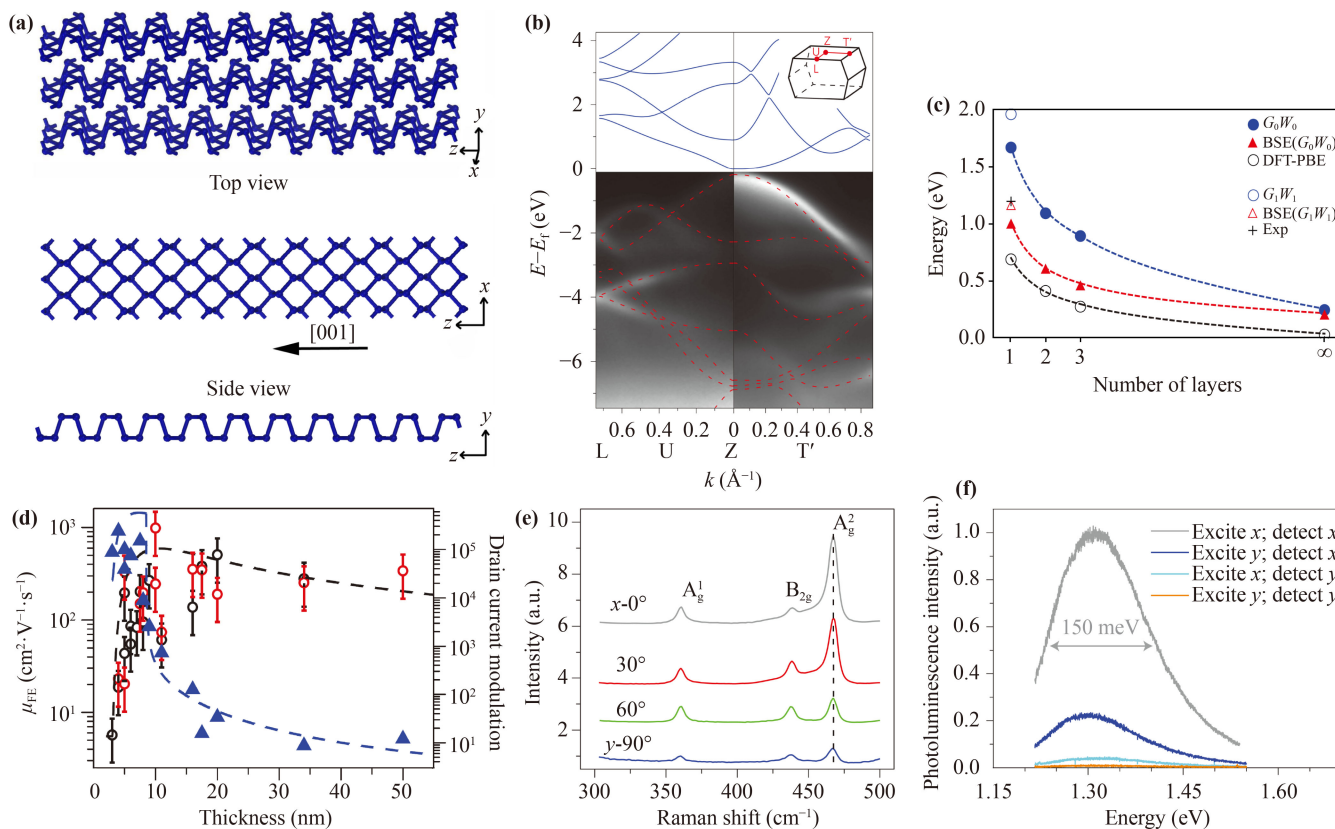 (a)
y
z
x
Top view
x
z
[001]
Side view
y
z
(b)
4
2
0
−2
−4
−6
E−E_f (eV)
U
Z
T′
L
0.6
0.4
0.2
0
0.2
0.4
0.6
0.8
L
U
Z
T′
k (Å⁻¹)
(c)
2.0
1.5
1.0
0.5
0.0
Energy (eV)
G₀W₀
BSE(G₀W₀)
DFT-PBE
G₁W₁
BSE(G₁W₁)
Exp
1
2
3
∞
Number of layers
(d)
10³
10²
10¹
μ_FE (cm²·V⁻¹·s⁻¹)
10⁵
10⁴
10³
10²
10¹
Drain current modulation
0
10
20
30
40
50
Thickness (nm)
(e)
10
8
6
4
2
Intensity (a.u.)
A_g^1
B₂g
A_g^2
x-0°
30°
60°
y-90°
300
350
400
450
500
Raman shift (cm⁻¹)
(f)
1.0
0.8
0.6
0.4
0.2
0.0
Photoluminescence intensity (a.u.)
Excite x; detect x
Excite y; detect x
Excite x; detect y
Excite y; detect y
150 meV
1.15
1.30
1.45
1.60
Energy (eV)